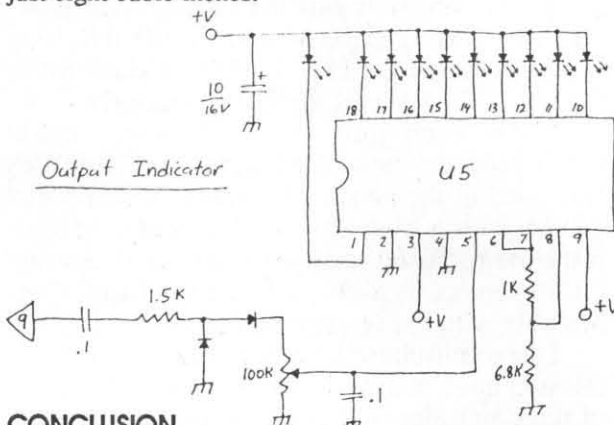 just eight cubic inches.
+V
10
16V
+
Output Indicator
18 17 16 15 14 13 12 11 10
U5
1 2 3 4 5 6 7 8 9
1K
+V
+V
6.8K
9
.1
1.5K
100K
.1
CONCLUSION